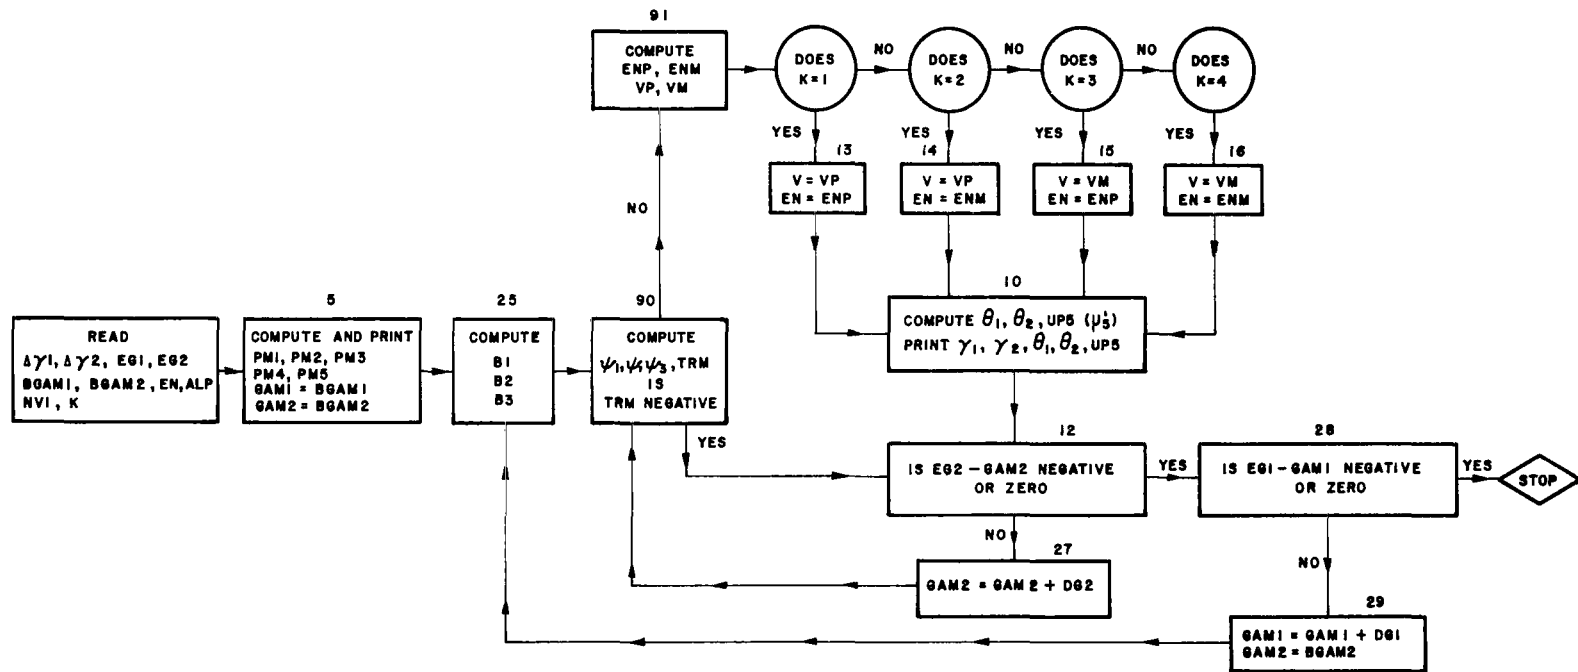 91
COMPUTE
ENP, ENM
VP, VM
DOES
K=1
NO
DOES
K=2
NO
DOES
K=3
NO
DOES
K=4
YES
13
YES
14
YES
15
YES
16
V = VP
EN = ENP
V = VP
EN = ENM
V = VM
EN = ENP
V = VM
EN = ENM
NO
10
COMPUTE θ₁, θ₂, UP5 (μ'₅)
PRINT γ₁, γ₂, θ₁, θ₂, UP5
READ
Δγ1, Δγ2, EG1, EG2
BGAM1, BGAM2, EN, ALP
NV1, K
5
COMPUTE AND PRINT
PM1, PM2, PM3
PM4, PM5
GAM1 = BGAM1
GAM2 = BGAM2
25
COMPUTE
B1
B2
B3
90
COMPUTE
ψ₁, ψ, ψ₃, TRM
IS
TRM NEGATIVE
YES
12
IS EG2 – GAM2 NEGATIVE
OR ZERO
YES
28
IS EG1 – GAM1 NEGATIVE
OR ZERO
YES
STOP
NO
27
GAM2 = GAM2 + DG2
NO
29
GAM1 = GAM1 + DG1
GAM2 = BGAM2